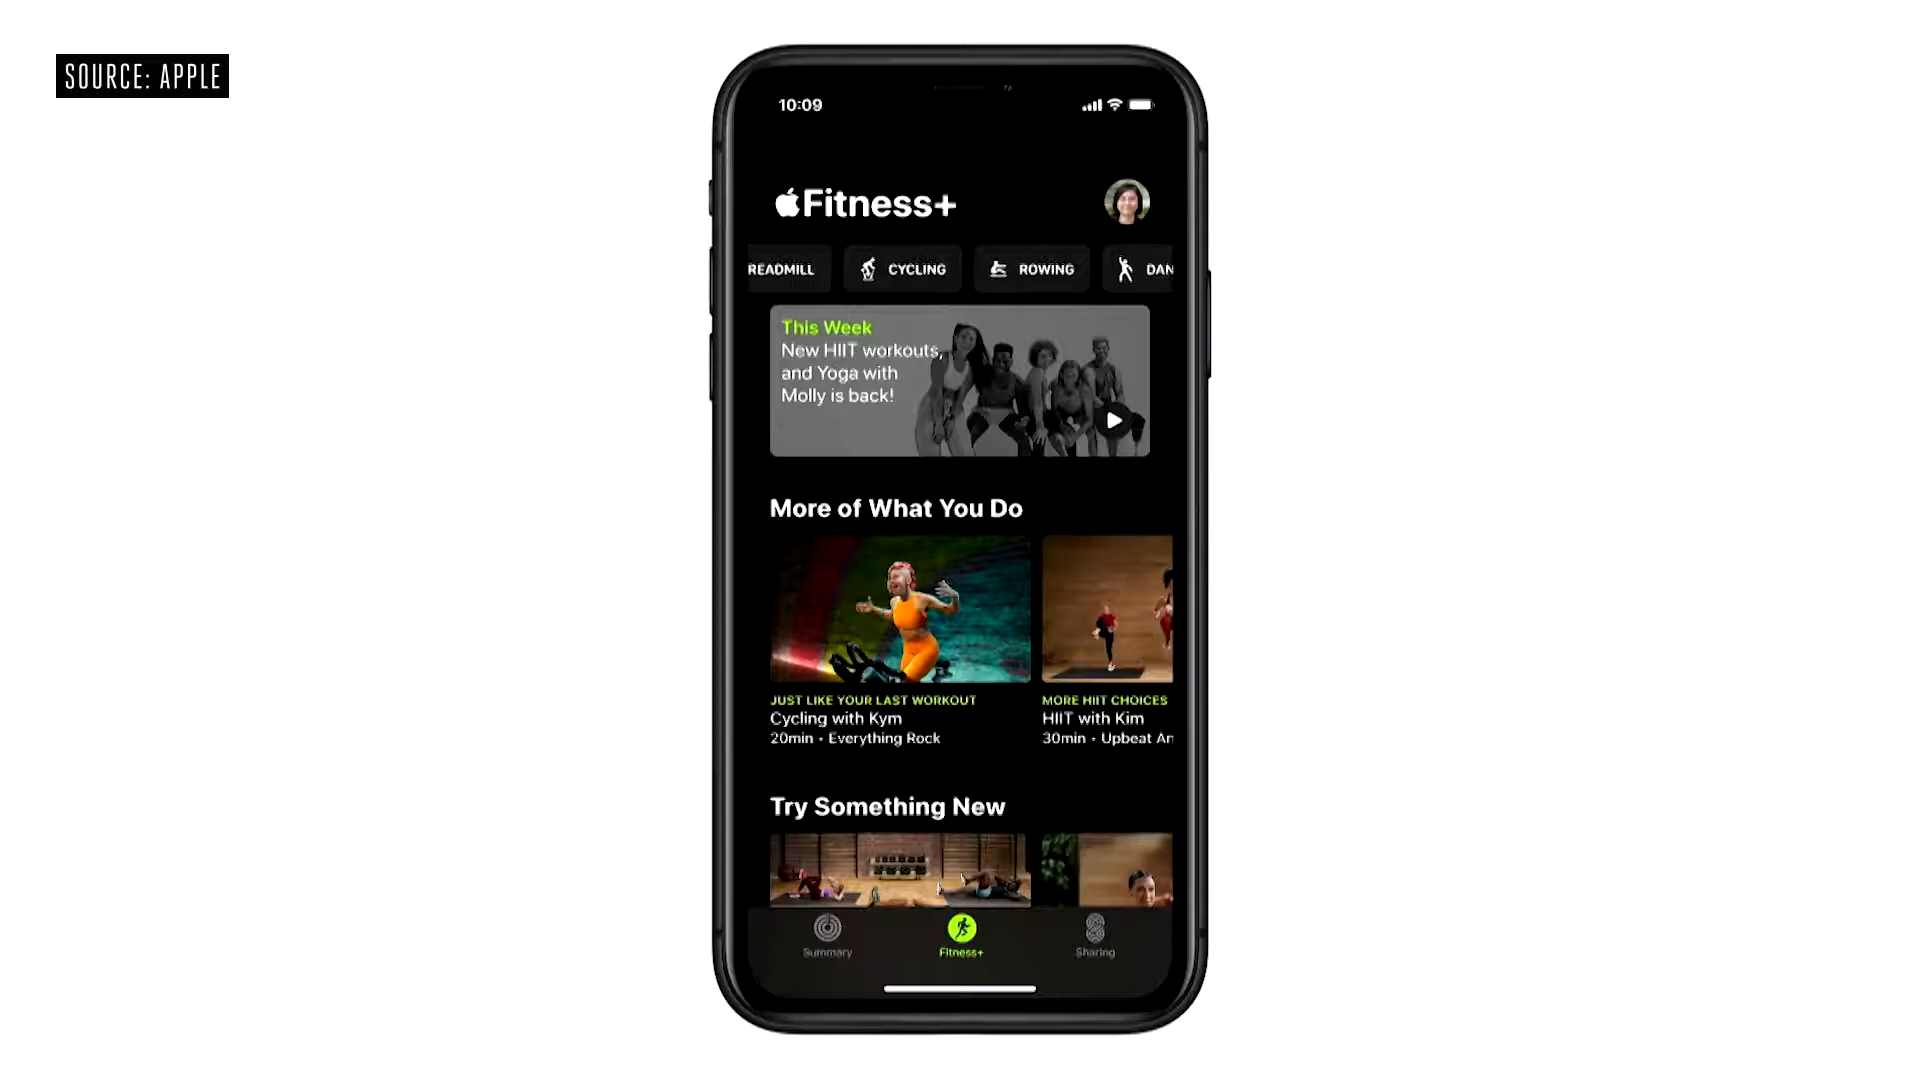 SOURCE: APPLE
10:09
Fitness+
READMILL
CYCLING
ROWING
DAN
This Week
New HIIT workouts,
and Yoga with
Molly is back!
More of What You Do
JUST LIKE YOUR LAST WORKOUT
Cycling with Kym
20min • Everything Rock
MORE HIIT CHOICES
HIIT with Kim
30min • Upbeat An
Try Something New
Summary
Fitness+
Sharing